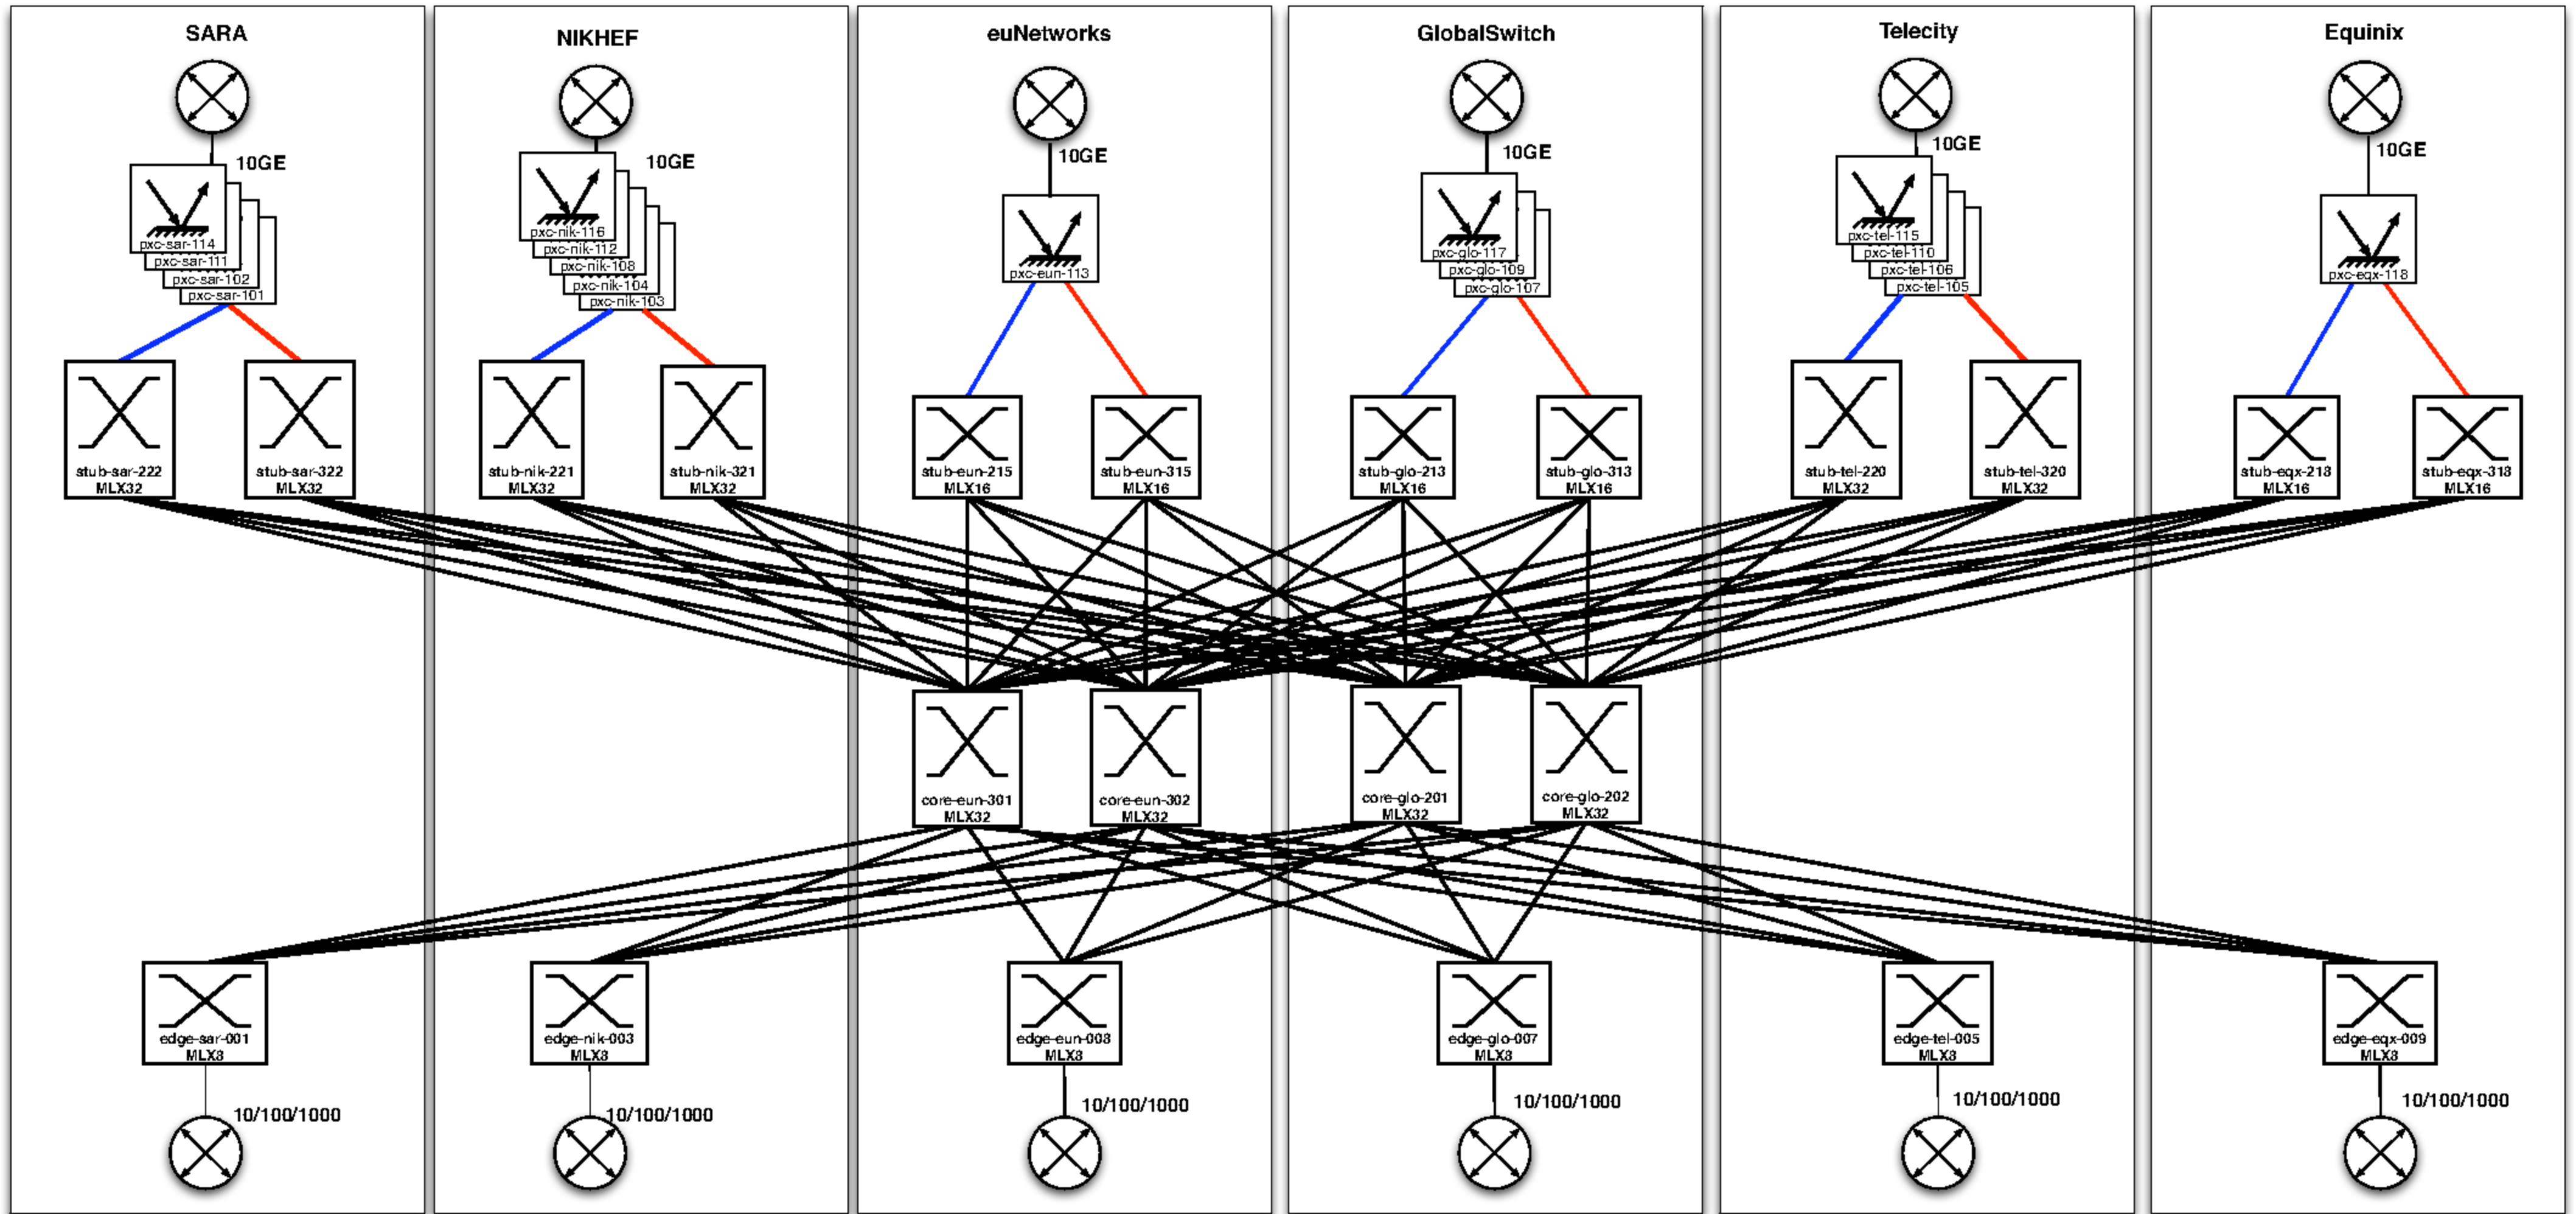 SARA
10GE
pxc-sar-114
pxc-sar-111
pxc-sar-102
pxc-sar-101
stub-sar-222
MLX32
stub-sar-322
MLX32
edge-sar-001
MLX8
10/100/1000
NIKHEF
10GE
pxc-nik-116
pxc-nik-112
pxc-nik-108
pxc-nik-104
pxc-nik-103
stub-nik-221
MLX32
stub-nik-321
MLX32
edge-nik-003
MLX8
10/100/1000
euNetworks
10GE
pxc-eun-113
stub-eun-215
MLX16
stub-eun-315
MLX16
core-eun-301
MLX32
core-eun-302
MLX32
edge-eun-008
MLX8
10/100/1000
GlobalSwitch
10GE
pxc-glo-117
pxc-glo-109
pxc-glo-107
stub-glo-213
MLX16
stub-glo-313
MLX16
core-glo-201
MLX32
core-glo-202
MLX32
edge-glo-007
MLX8
10/100/1000
Telecity
10GE
pxc-tel-115
pxc-tel-110
pxc-tel-106
pxc-tel-105
stub-tel-220
MLX32
stub-tel-320
MLX32
edge-tel-005
MLX8
10/100/1000
Equinix
10GE
pxc-eqx-118
stub-eqx-218
MLX16
stub-eqx-318
MLX16
edge-eqx-009
MLX8
10/100/1000